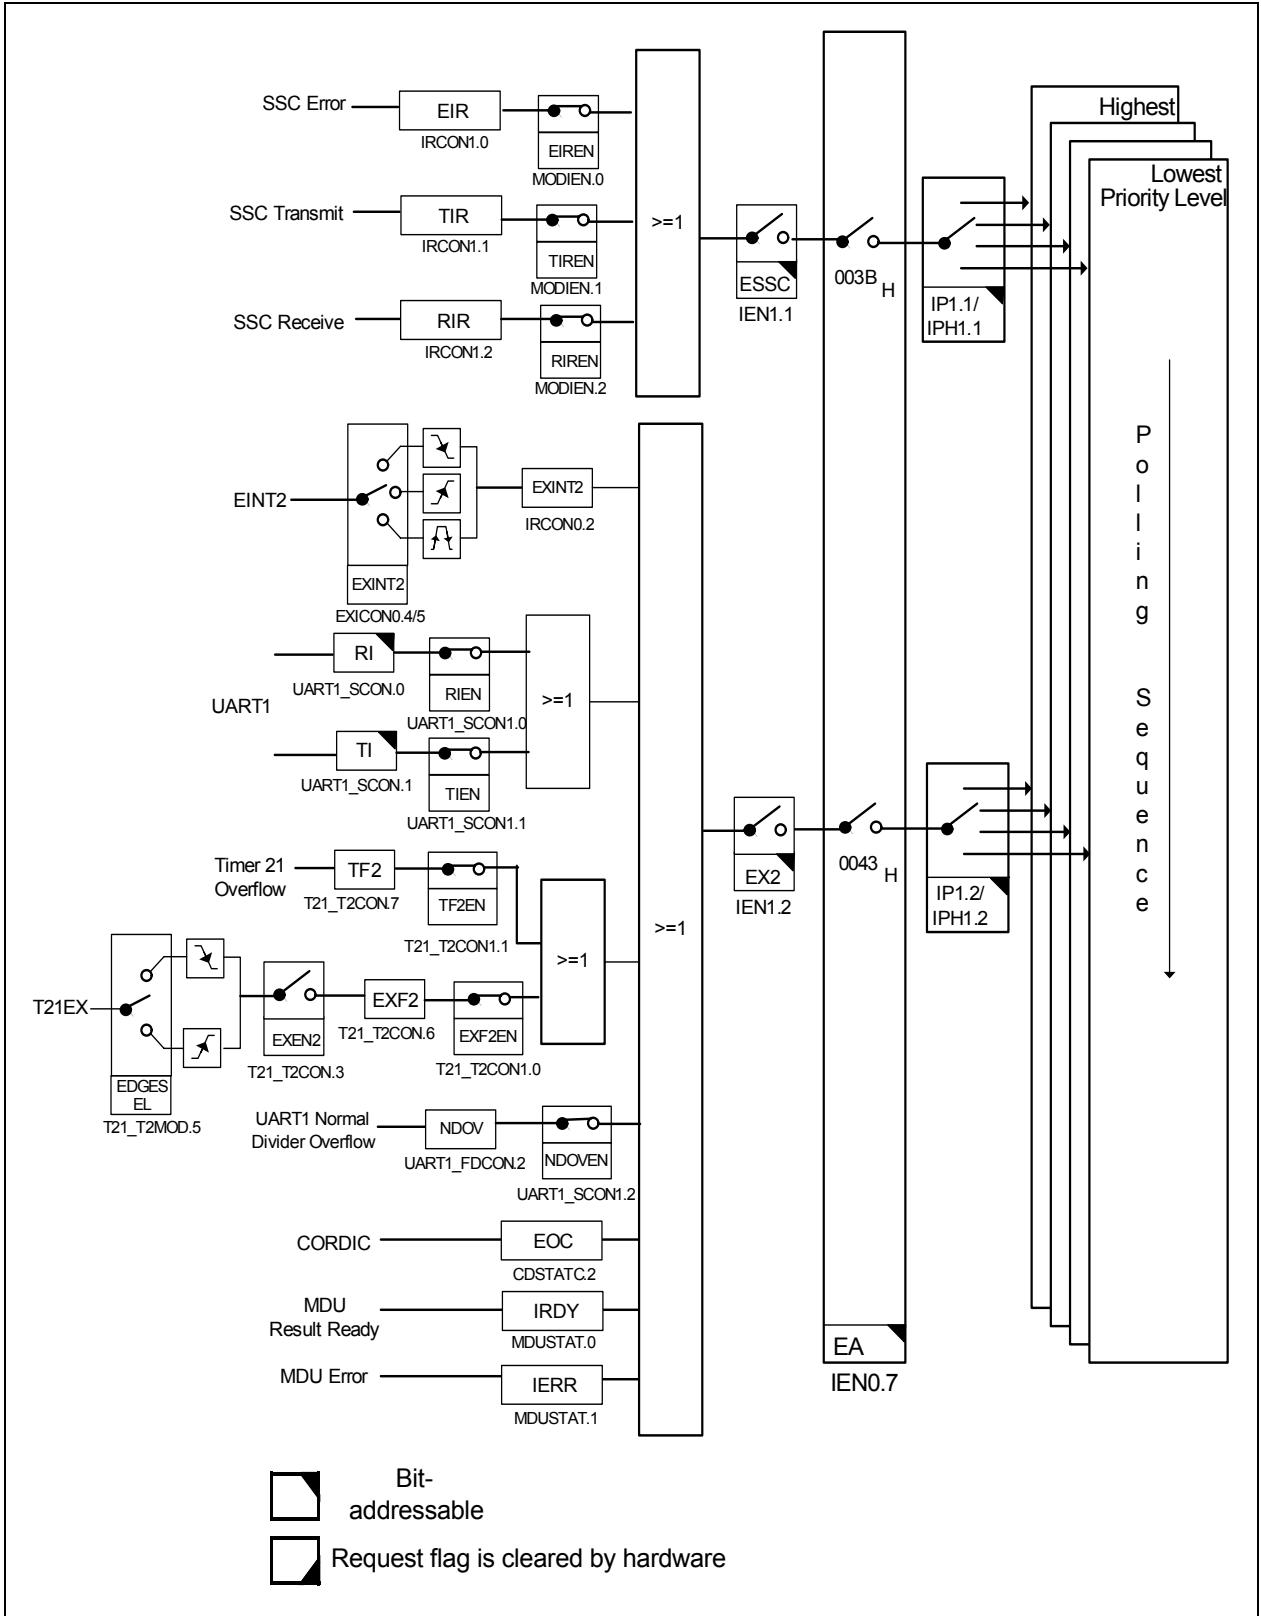 Highest
Lowest
Priority Level
SSC Error
EIR
IRCON1.0
EIREN
MODIEN.0
SSC Transmit
TIR
IRCON1.1
TIREN
MODIEN.1
SSC Receive
RIR
IRCON1.2
RIREN
MODIEN.2
>=1
ESSC
IEN1.1
003B H
IP1.1/
IPH1.1
EINT2
EXINT2
EXICON0.4/5
EXINT2
IRCON0.2
UART1
RI
UART1_SCON.0
RIEN
UART1_SCON1.0
TI
UART1_SCON.1
TIEN
UART1_SCON1.1
>=1
Timer 21
Overflow
TF2
T21_T2CON.7
TF2EN
T21_T2CON1.1
T21EX
EDGES
EL
T21_T2MOD.5
EXEN2
T21_T2CON.3
EXF2
T21_T2CON.6
EXF2EN
T21_T2CON1.0
>=1
UART1 Normal
Divider Overflow
NDOV
UART1_FDCON.2
NDOVEN
UART1_SCON1.2
CORDIC
EOC
CDSTATC.2
MDU
Result Ready
IRDY
MDUSTAT.0
MDU Error
IERR
MDUSTAT.1
>=1
EX2
IEN1.2
0043 H
IP1.2/
IPH1.2
EA
IEN0.7
Polling Sequence
Bit-
addressable
Request flag is cleared by hardware